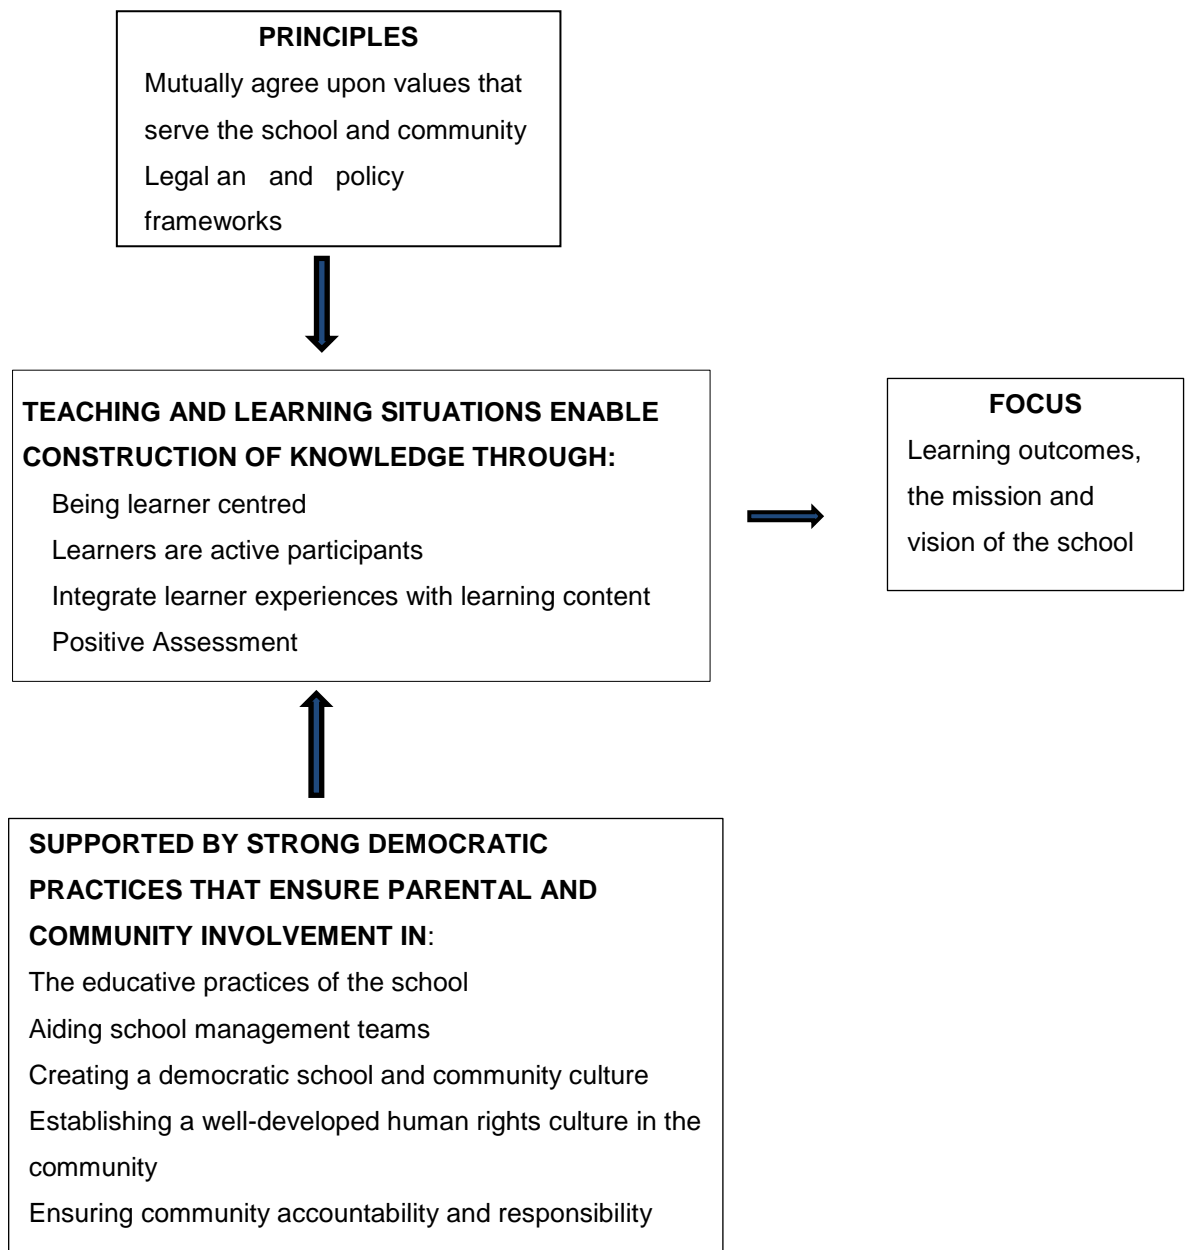 PRINCIPLES
Mutually agree upon values that
serve the school and community
Legal an and policy
frameworks
TEACHING AND LEARNING SITUATIONS ENABLE
CONSTRUCTION OF KNOWLEDGE THROUGH:
Being learner centred
Learners are active participants
Integrate learner experiences with learning content
Positive Assessment
FOCUS
Learning outcomes,
the mission and
vision of the school
SUPPORTED BY STRONG DEMOCRATIC
PRACTICES THAT ENSURE PARENTAL AND
COMMUNITY INVOLVEMENT IN:
The educative practices of the school
Aiding school management teams
Creating a democratic school and community culture
Establishing a well-developed human rights culture in the
community
Ensuring community accountability and responsibility